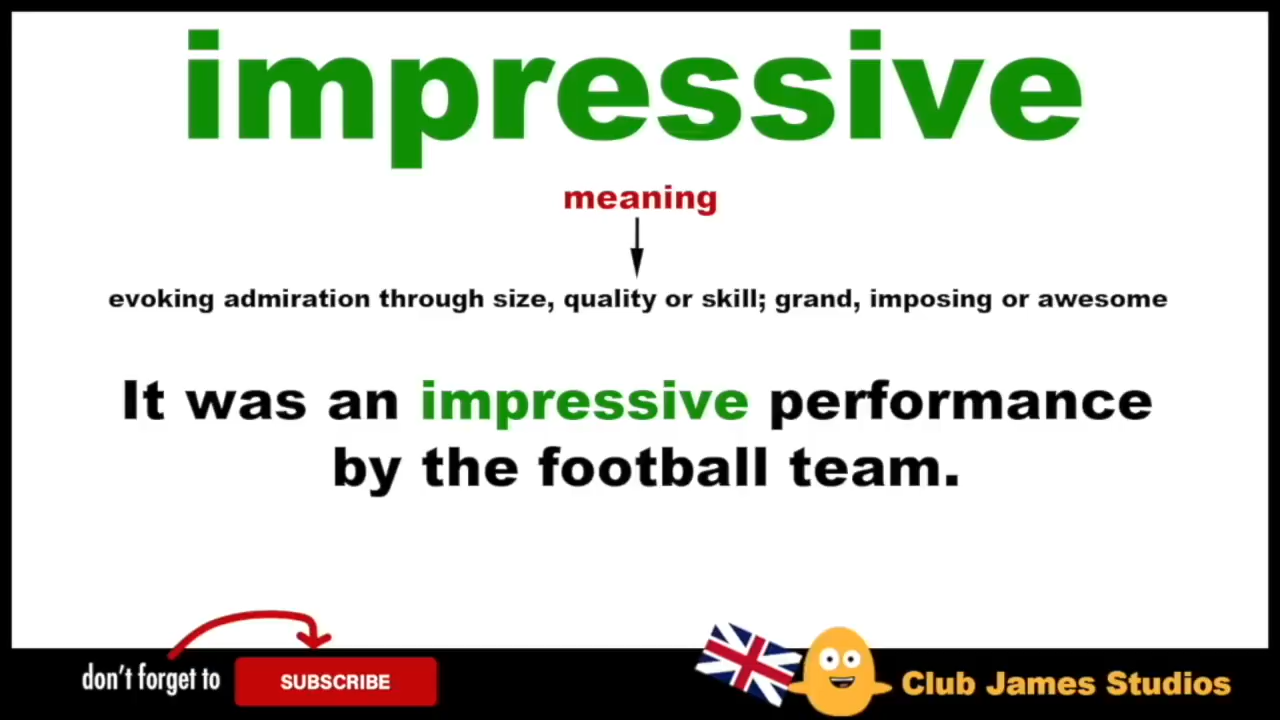 impressive
meaning
evoking admiration through size, quality or skill; grand, imposing or awesome
It was an impressive performance
by the football team.
don't forget to SUBSCRIBE
Club James Studios